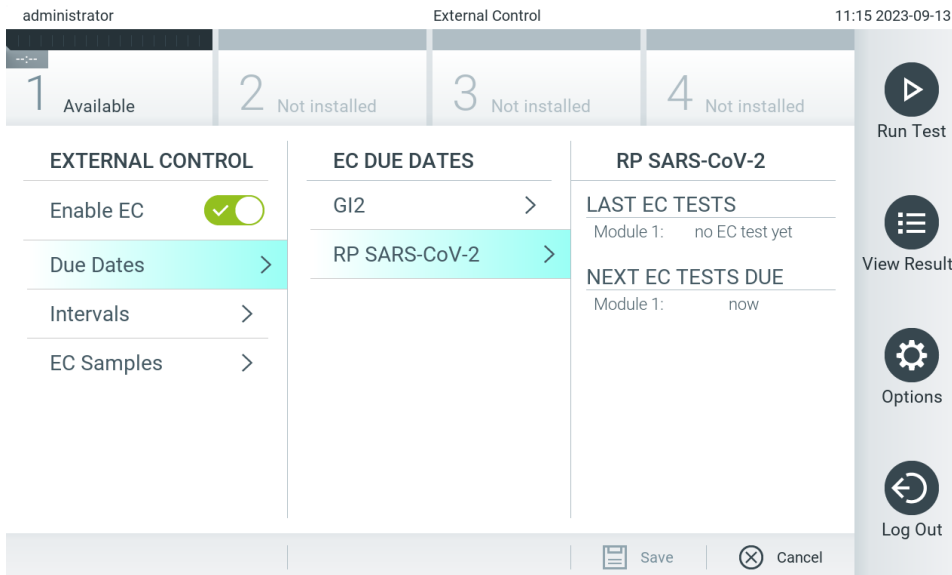 administrator External Control 11:15 2023-09-13
--:--
1 Available
2 Not installed
3 Not installed
4 Not installed
Run Test
View Result
Options
Log Out
EXTERNAL CONTROL
Enable EC
Due Dates
Intervals
EC Samples
EC DUE DATES
GI2
RP SARS-CoV-2
RP SARS-CoV-2
LAST EC TESTS
Module 1: no EC test yet
NEXT EC TESTS DUE
Module 1: now
Save
Cancel